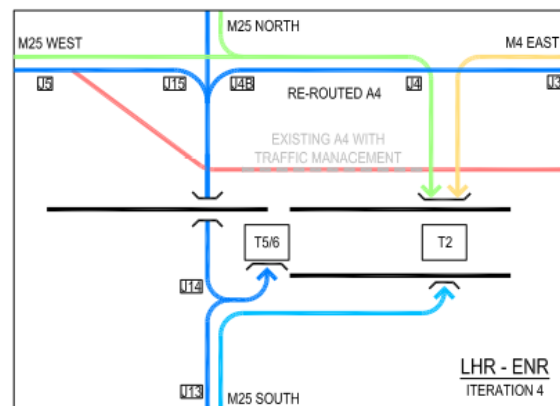 M25 NORTH
M25 WEST
M4 EAST
J5
J15
J4B
J4
J3
RE-ROUTED A4
EXISTING A4 WITH
TRAFFIC MANAGEMENT
T5/6
T2
J14
J13
M25 SOUTH
LHR - ENR
ITERATION 4